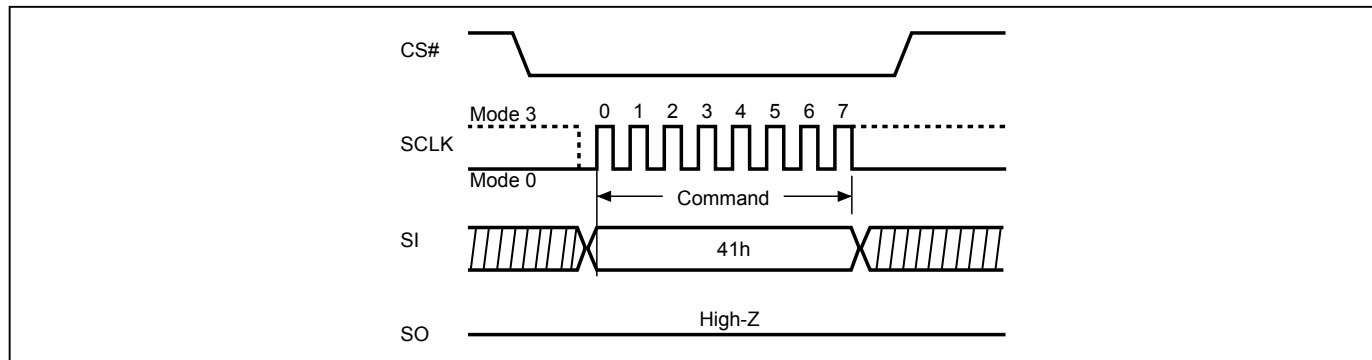 CS#
Mode 3
0 1 2 3 4 5 6 7
SCLK
Mode 0
Command
SI
41h
High-Z
SO